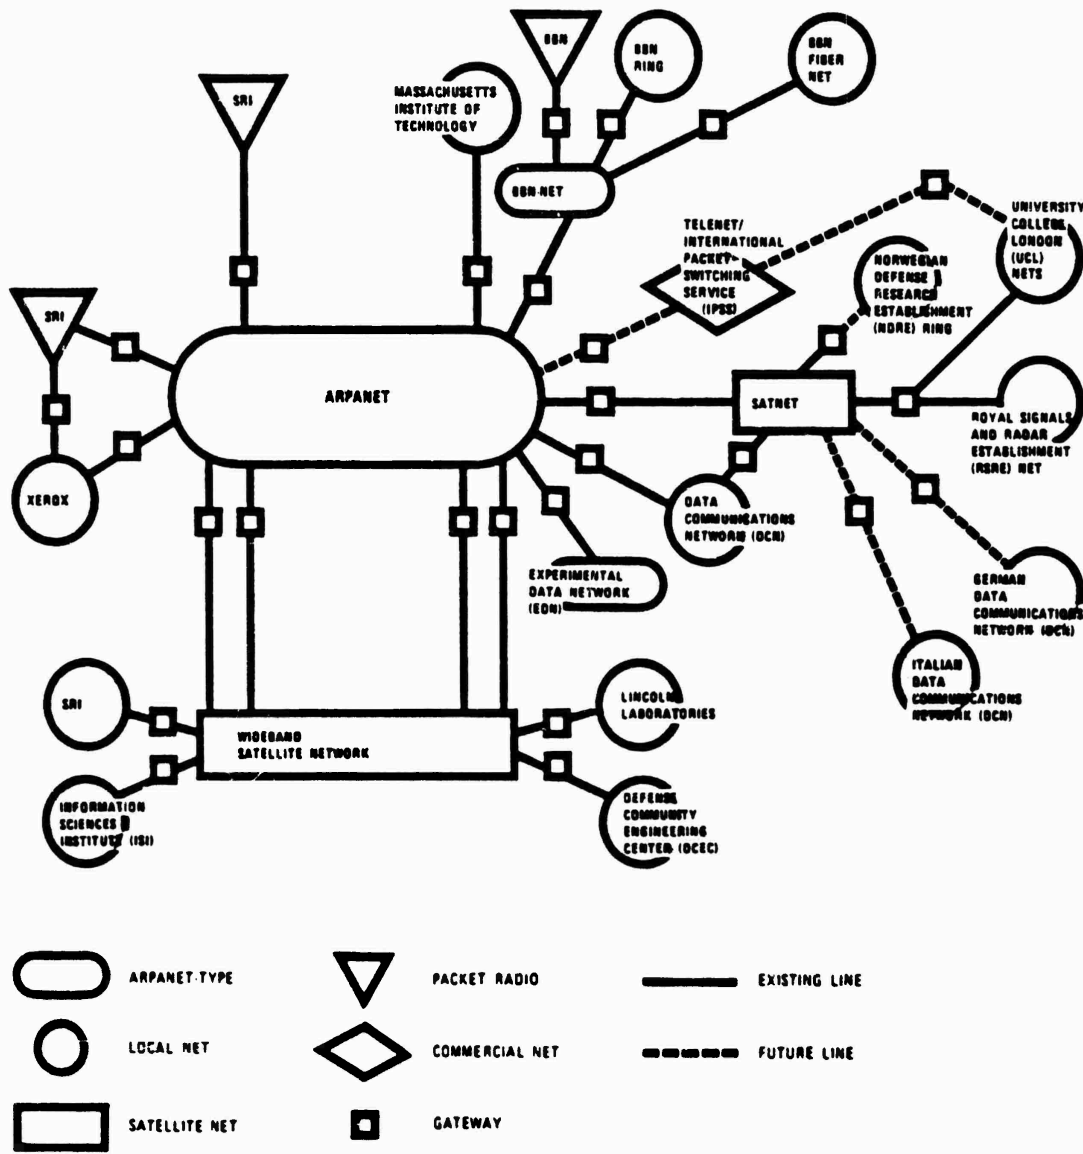 BBN
BBN
RING
BBN
FIBER
NET
SRI
MASSACHUSETTS
INSTITUTE OF
TECHNOLOGY
BBN-NET
TELENET/
INTERNATIONAL
PACKET-
SWITCHING
SERVICE
(IPSS)
UNIVERSITY
COLLEGE,
LONDON
(UCL)
NETS
NORWEGIAN
DEFENSE
RESEARCH
ESTABLISHMENT
(NDRE) RING
SRI
ARPANET
SATNET
ROYAL SIGNALS
AND RADAR
ESTABLISHMENT
(RSRE) NET
XEROX
DATA
COMMUNICATIONS
NETWORK (DCN)
EXPERIMENTAL
DATA NETWORK
(EDN)
GERMAN
DATA
COMMUNICATIONS
NETWORK (DCN)
ITALIAN
DATA
COMMUNICATIONS
NETWORK (DCN)
SRI
LINCOLN
LABORATORIES
WIDEBAND
SATELLITE NETWORK
INFORMATION
SCIENCES
INSTITUTE (ISI)
DEFENSE
COMMUNITY
ENGINEERING
CENTER (DCEC)
ARPANET-TYPE
PACKET RADIO
EXISTING LINE
LOCAL NET
COMMERCIAL NET
FUTURE LINE
SATELLITE NET
GATEWAY